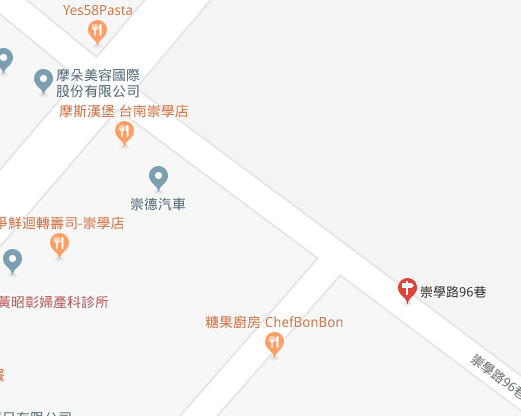 Yes58Pasta
摩朵美容國際
股份有限公司
摩斯漢堡 台南崇學店
崇德汽車
爭鮮迴轉壽司-崇學店
崇學路96巷
黃昭彰婦產科診所
糖果廚房 ChefBonBon
崇學路96巷